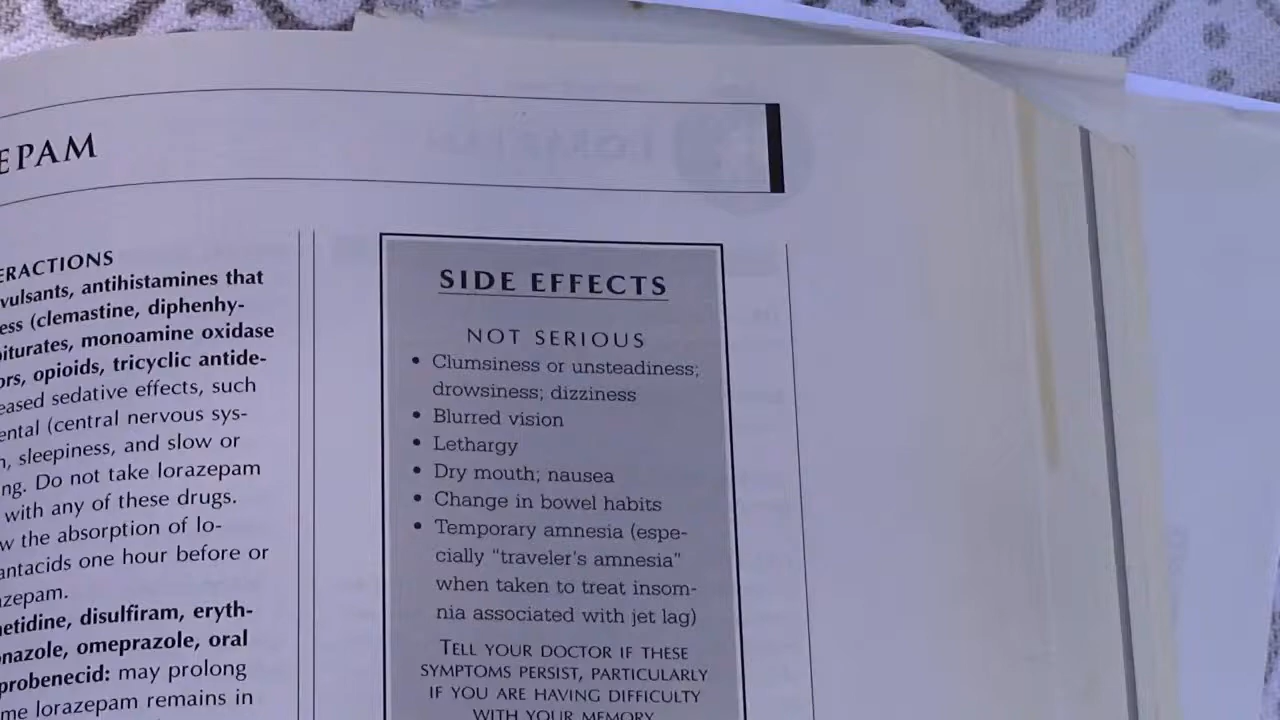 EPAM
ERACTIONS
vulsants, antihistamines that
ess (clemastine, diphenhy-
iturates, monoamine oxidase
ors, opioids, tricyclic antide-
eased sedative effects, such
ental (central nervous sys-
n, sleepiness, and slow or
ng. Do not take lorazepam
with any of these drugs.
w the absorption of lo-
antacids one hour before or
azepam.
metidine, disulfiram, eryth-
onazole, omeprazole, oral
probenecid: may prolong
me lorazepam remains in
SIDE EFFECTS
NOT SERIOUS
• Clumsiness or unsteadiness;
drowsiness; dizziness
• Blurred vision
• Lethargy
• Dry mouth; nausea
• Change in bowel habits
• Temporary amnesia (espe-
cially "traveler's amnesia"
when taken to treat insom-
nia associated with jet lag)
TELL YOUR DOCTOR IF THESE
SYMPTOMS PERSIST, PARTICULARLY
IF YOU ARE HAVING DIFFICULTY
WITH YOUR MEMORY